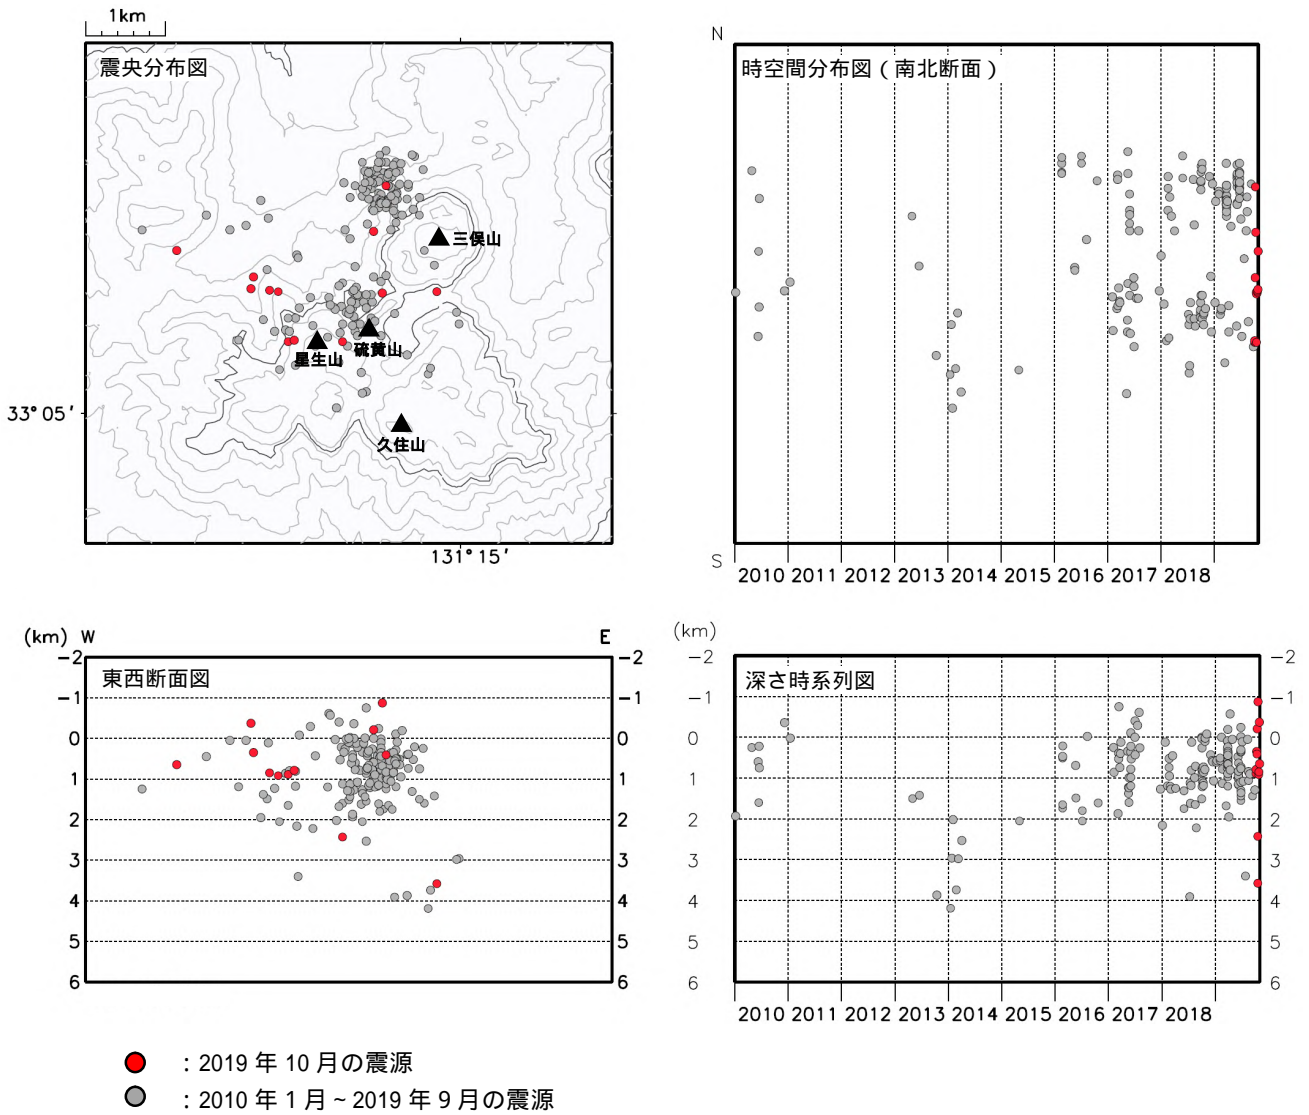 1km
震央分布図
三俣山
星生山
硫黄山
久住山
33°05′
131°15′
N
時空間分布図（南北断面）
S
2010 2011 2012 2013 2014 2015 2016 2017 2018
(km) W E
東西断面図
-2 -2
-1 -1
0 0
1 1
2 2
3 3
4 4
5 5
6 6
(km)
深さ時系列図
-2 -2
-1 -1
0 0
1 1
2 2
3 3
4 4
5 5
6 6
2010 2011 2012 2013 2014 2015 2016 2017 2018
：2019 年 10 月の震源
：2010 年 1 月~2019 年 9 月の震源